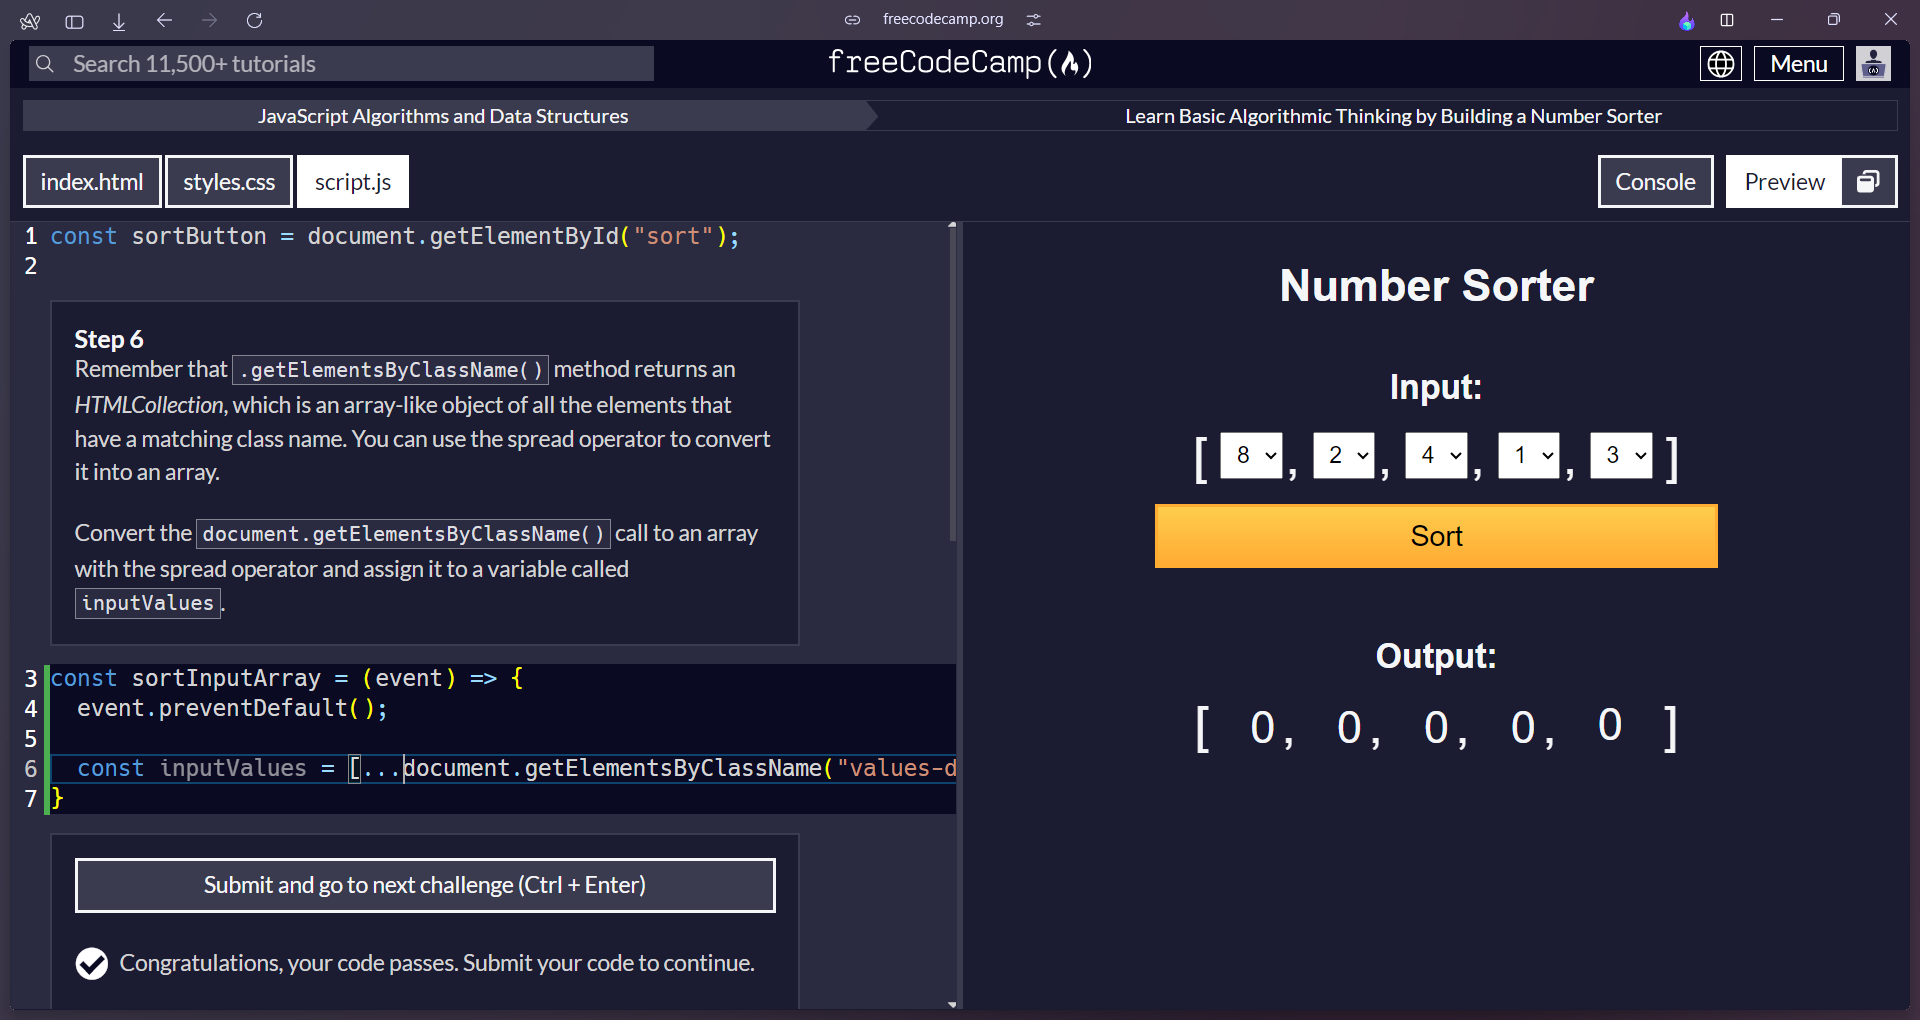 freecodecamp.org
Search 11,500+ tutorials
freeCodeCamp(🔥)
Menu
JavaScript Algorithms and Data Structures
Learn Basic Algorithmic Thinking by Building a Number Sorter
index.html
styles.css
script.js
Console
Preview
1 const sortButton = document.getElementById("sort");
2
Step 6
Remember that .getElementsByClassName() method returns an
HTMLCollection, which is an array-like object of all the elements that
have a matching class name. You can use the spread operator to convert
it into an array.
Convert the document.getElementsByClassName() call to an array
with the spread operator and assign it to a variable called
inputValues.
3 const sortInputArray = (event) => {
4 event.preventDefault();
5
6 const inputValues = [...document.getElementsByClassName("values-d
7 }
Submit and go to next challenge (Ctrl + Enter)
Congratulations, your code passes. Submit your code to continue.
Number Sorter
Input:
[ 8, 2, 4, 1, 3 ]
Sort
Output:
[ 0, 0, 0, 0, 0 ]